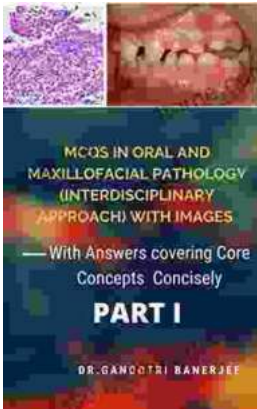 MCQS IN ORAL AND
MAXILLOFACIAL PATHOLOGY
(INTERDISCIPLINARY
APPROACH) WITH IMAGES
—With Answers covering Core
Concepts Concisely
PART I
DR.GANGOTRI BANERJEE